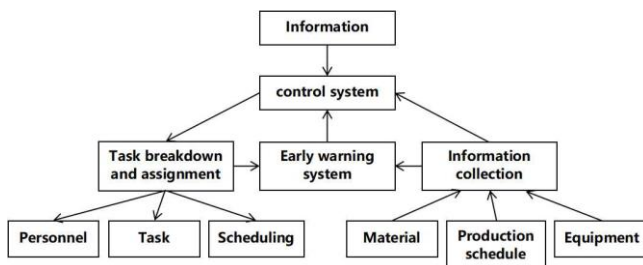 Information
control system
Task breakdown
and assignment
Early warning
system
Information
collection
Personnel
Task
Scheduling
Material
Production
schedule
Equipment